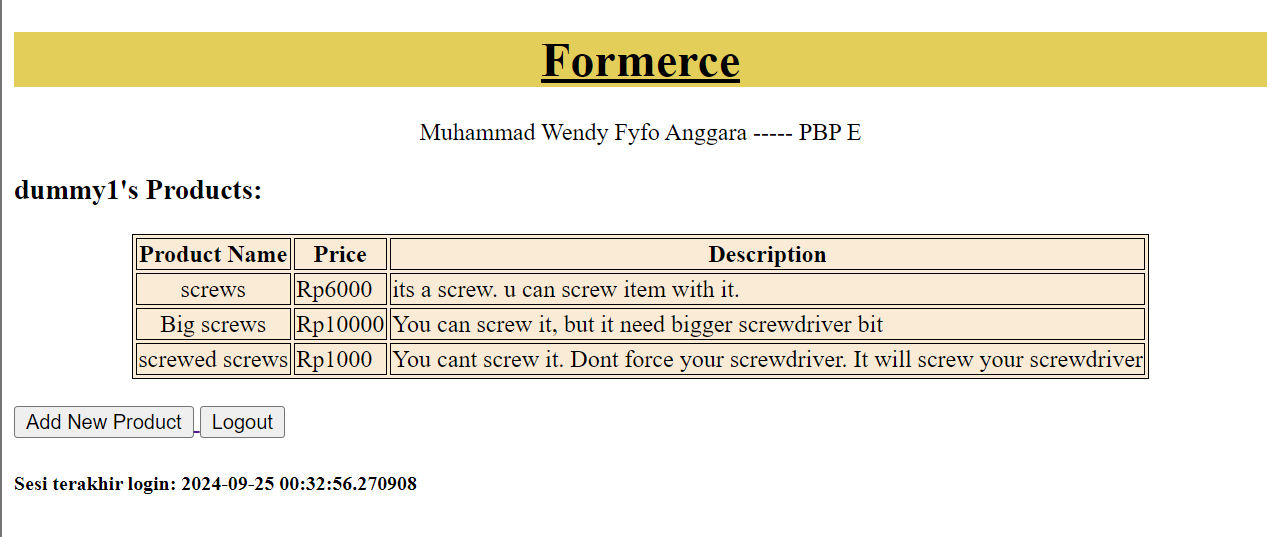 Formerce
Muhammad Wendy Fyfo Anggara ----- PBP E
dummy1's Products:
Product Name Price Description
screws Rp6000 its a screw. u can screw item with it.
Big screws Rp10000 You can screw it, but it need bigger screwdriver bit
screwed screws Rp1000 You cant screw it. Dont force your screwdriver. It will screw your screwdriver
Add New Product Logout
Sesi terakhir login: 2024-09-25 00:32:56.270908